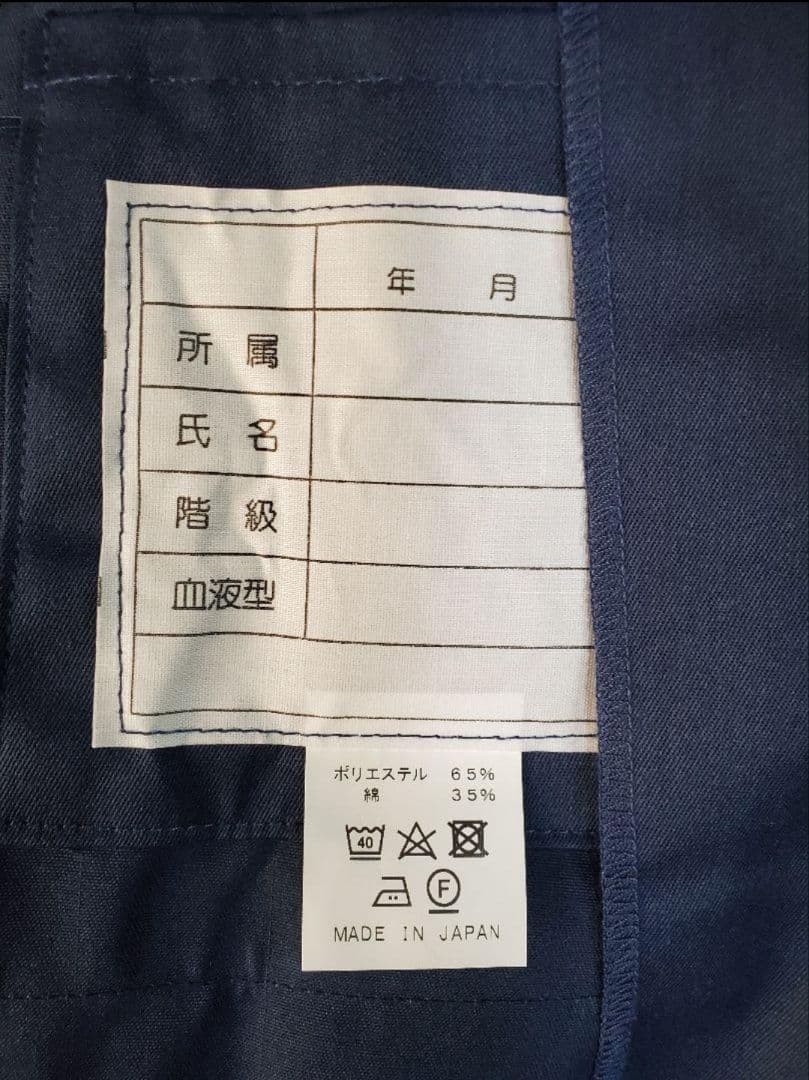 年　月
所 属
氏 名
階 級
血液型
ポリエステル 65%
綿 35%
40
F
MADE IN JAPAN